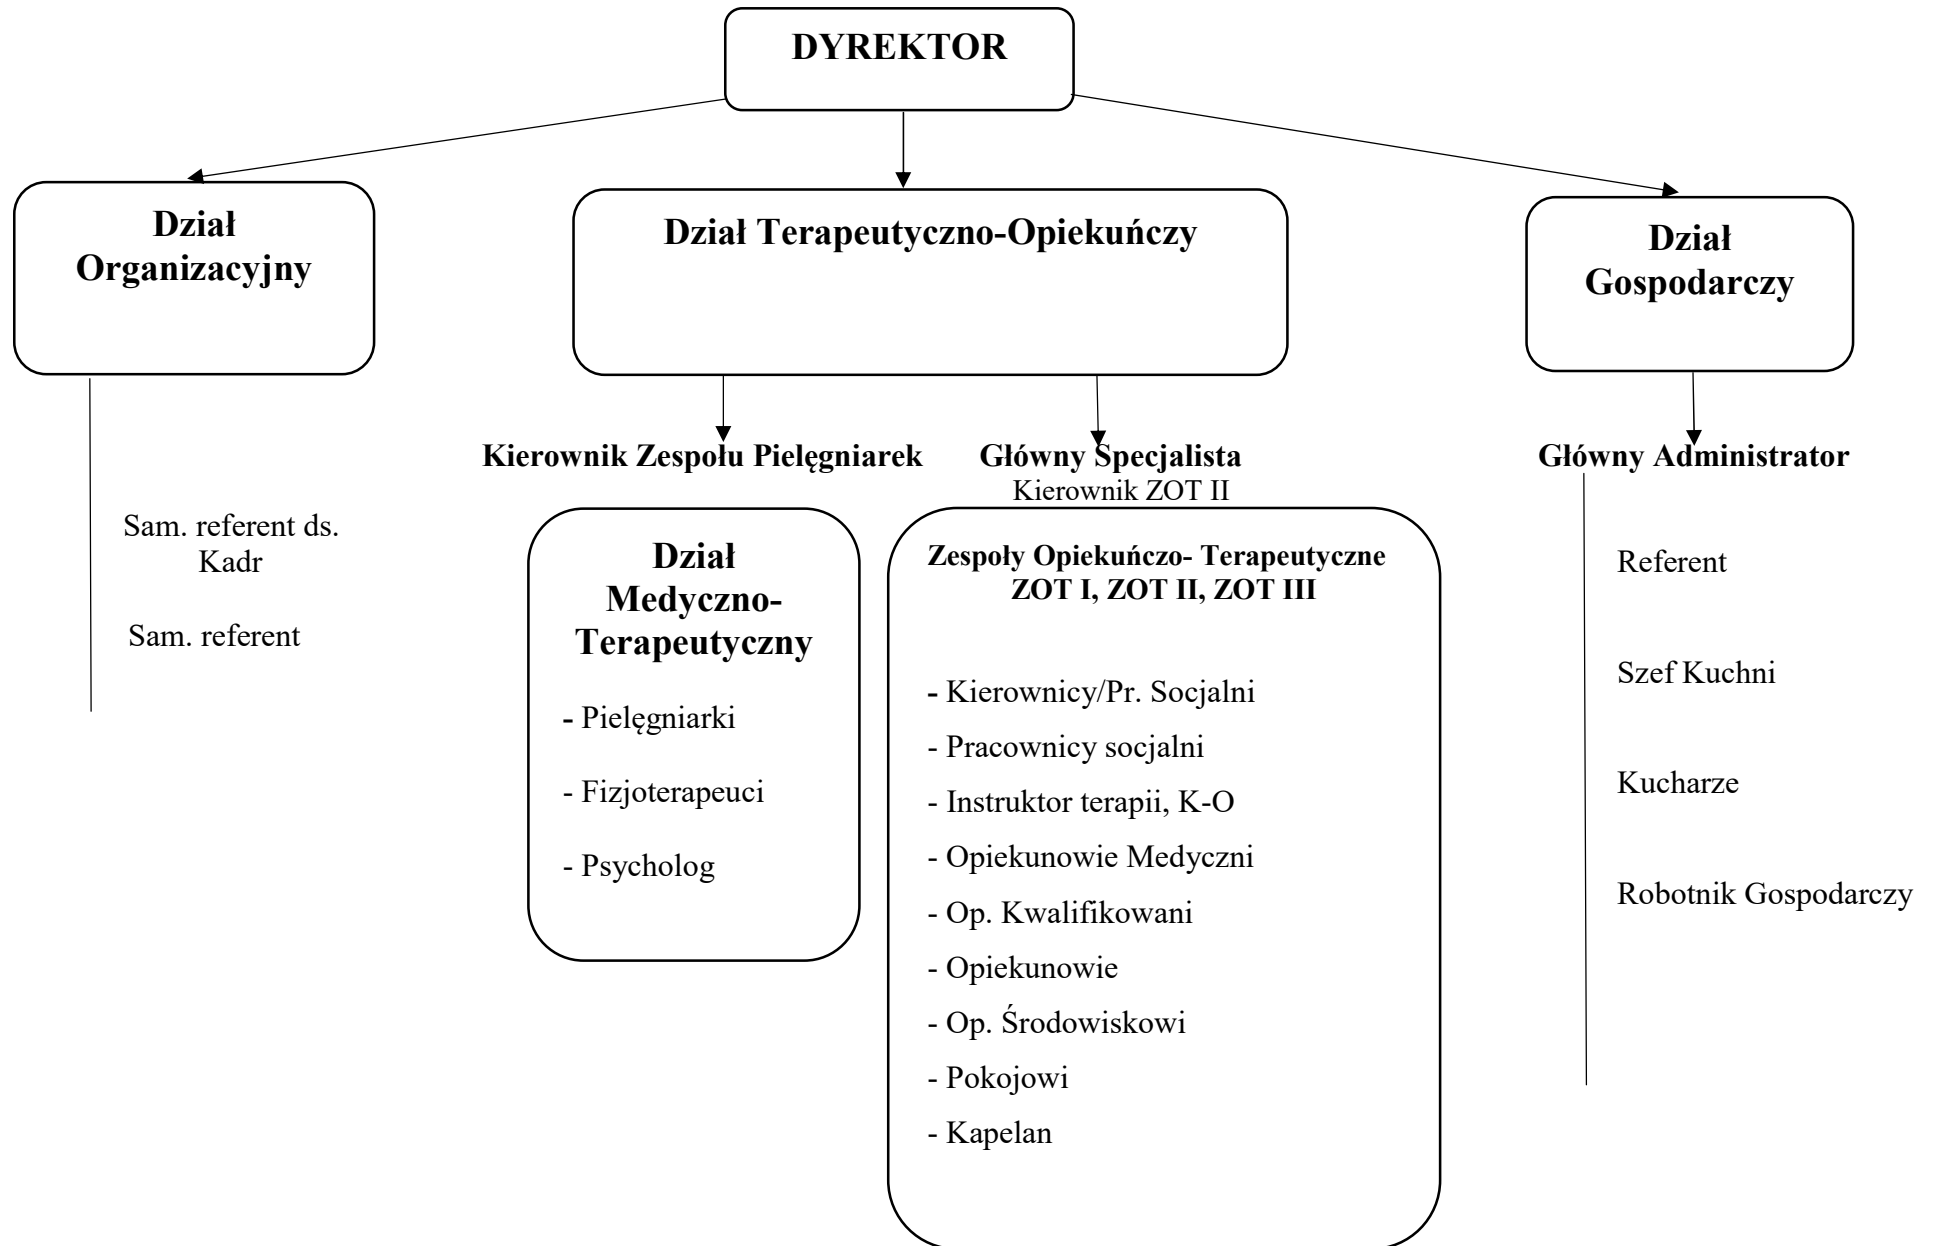 DYREKTOR
Dział
Organizacyjny
Sam. referent ds.
Kadr
Sam. referent
Dział Terapeutyczno-Opiekuńczy
Kierownik Zespołu Pielęgniarek
Dział
Medyczno-
Terapeutyczny
- Pielęgniarki
- Fizjoterapeuci
- Psycholog
Główny Specjalista
Kierownik ZOT II
Zespoły Opiekuńczo- Terapeutyczne
ZOT I, ZOT II, ZOT III
- Kierownicy/Pr. Socjalni
- Pracownicy socjalni
- Instruktor terapii, K-O
- Opiekunowie Medyczni
- Op. Kwalifikowani
- Opiekunowie
- Op. Środowiskowi
- Pokojowi
- Kapelan
Dział
Gospodarczy
Główny Administrator
Referent
Szef Kuchni
Kucharze
Robotnik Gospodarczy